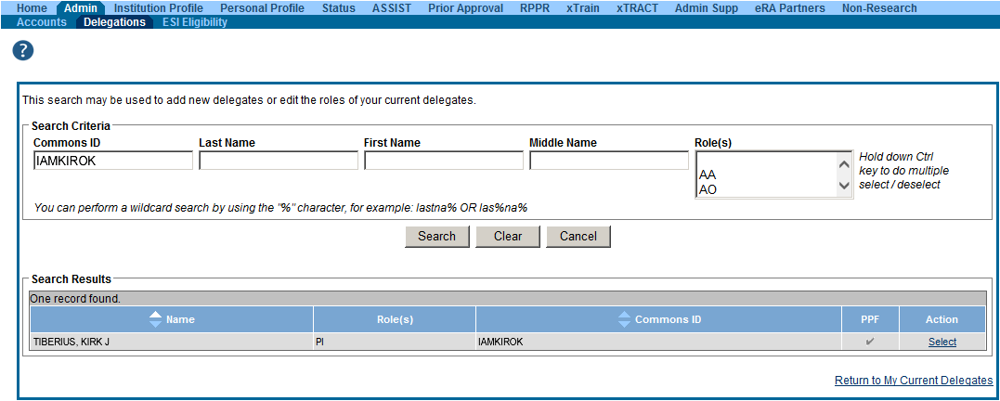 Home Admin Institution Profile Personal Profile Status ASSIST Prior Approval RPPR xTrain xTRACT Admin Supp eRA Partners Non-Research
Accounts Delegations ESI Eligibility
?
This search may be used to add new delegates or edit the roles of your current delegates.
Search Criteria
Commons ID Last Name First Name Middle Name Role(s)
IAMKIROK
AA
AO
Hold down Ctrl
key to do multiple
select / deselect
You can perform a wildcard search by using the "%" character, for example: lastna% OR las%na%
Search Clear Cancel
Search Results
One record found.
Name Role(s) Commons ID PPF Action
TIBERIUS, KIRK J PI IAMKIROK ✔ Select
Return to My Current Delegates